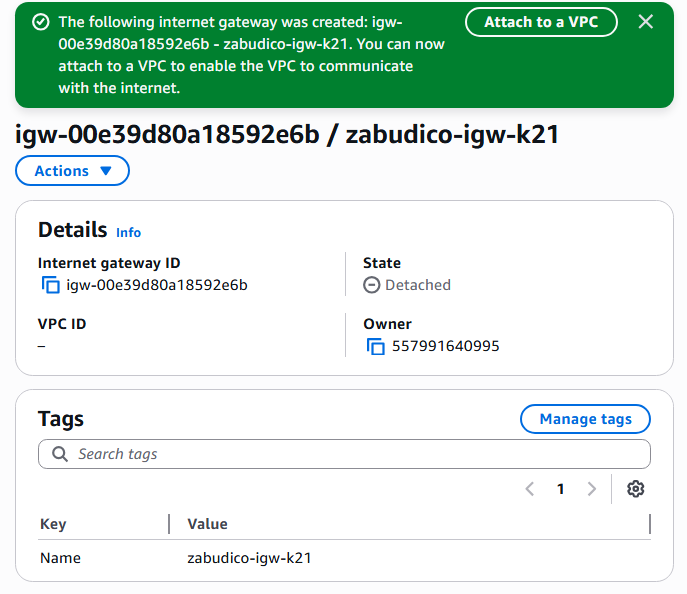 The following internet gateway was created: igw-
00e39d80a18592e6b - zabudico-igw-k21. You can now
attach to a VPC to enable the VPC to communicate
with the internet.
Attach to a VPC
igw-00e39d80a18592e6b / zabudico-igw-k21
Actions
Details Info
Internet gateway ID
igw-00e39d80a18592e6b
State
Detached
VPC ID
–
Owner
557991640995
Tags
Manage tags
Search tags
1
Key Value
Name zabudico-igw-k21